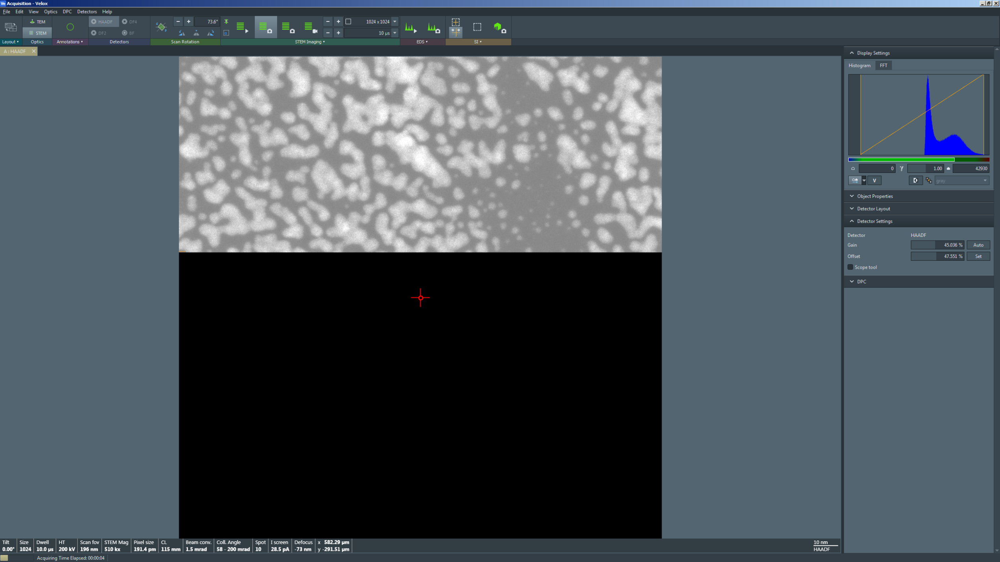 Ve Acquisition - Velox
File Edit View Optics DPC Detectors Help
TEM HAADF DF4 73.6° 1024 x 1024
STEM DF2 BF 10 µs
Layout Optics Annotations Detectors Scan Rotation STEM Imaging EDS SI
A : HAADF
Display Settings
Histogram FFT
0 γ 1.00 42930
V gray
Object Properties
Detector Layout
Detector Settings
Detector HAADF
Gain 45.036 % Auto
Offset 47.551 % Set
Scope tool
DPC
Tilt Size Dwell HT Scan fov STEM Mag Pixel size CL Beam conv. Coll. Angle Spot I screen Defocus x 582.29 µm
0.00° 1024 10.0 µs 200 kV 196 nm 510 kx 191.4 pm 115 mm 1.5 mrad 58 - 200 mrad 10 28.5 pA -73 nm y -291.51 µm
10 nm
HAADF
Acquiring Time Elapsed: 00:00:04